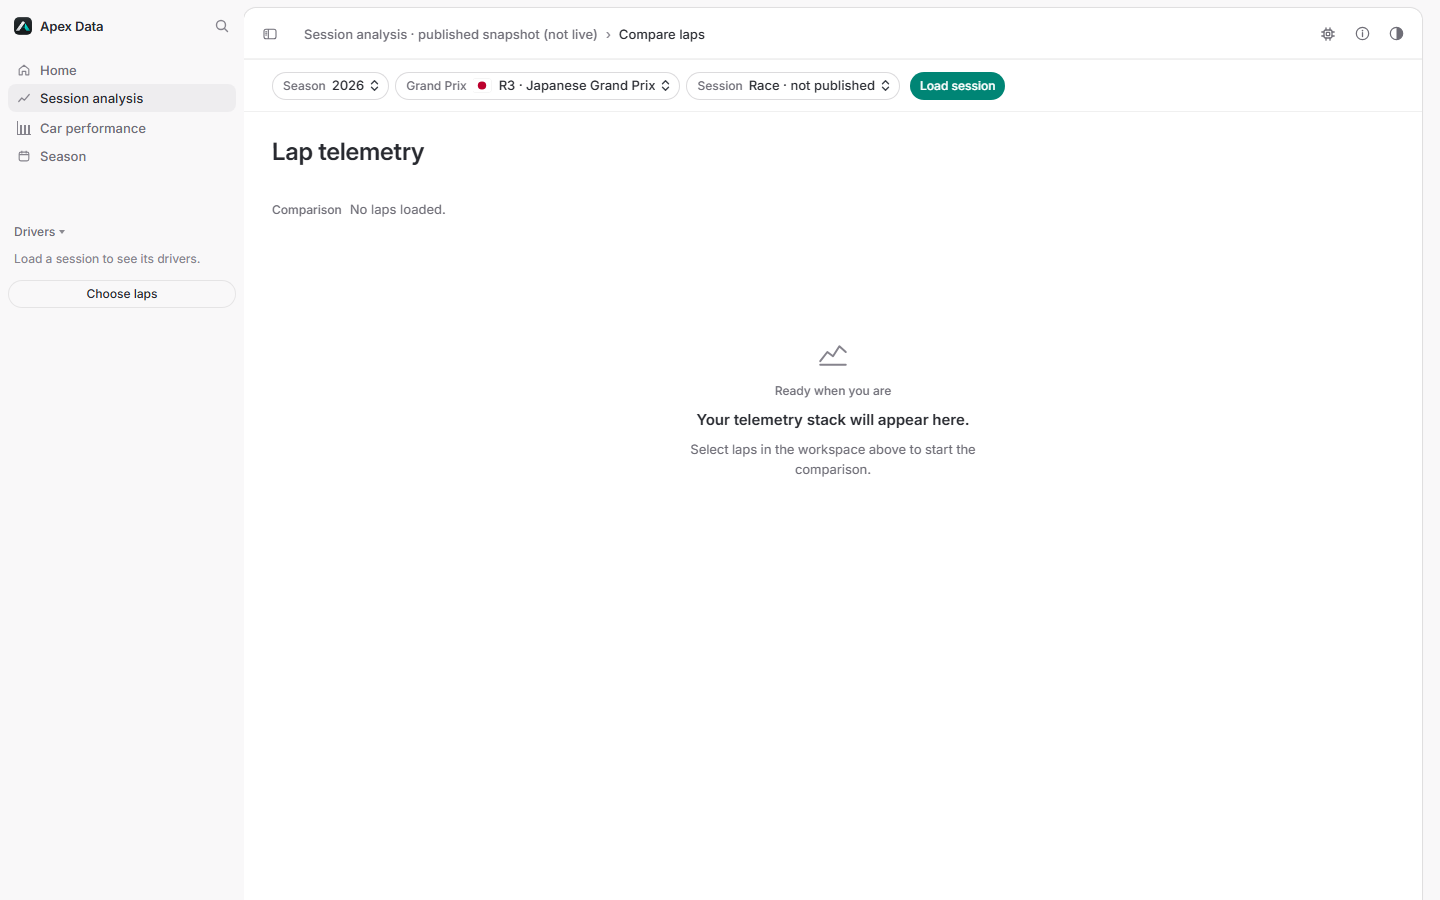 Apex Data
Home
Session analysis
Car performance
Season
Drivers
Load a session to see its drivers.
Choose laps
Session analysis · published snapshot (not live) › Compare laps
Season 2026
Grand Prix R3 · Japanese Grand Prix
Session Race · not published
Load session
Lap telemetry
Comparison No laps loaded.
Ready when you are
Your telemetry stack will appear here.
Select laps in the workspace above to start the
comparison.